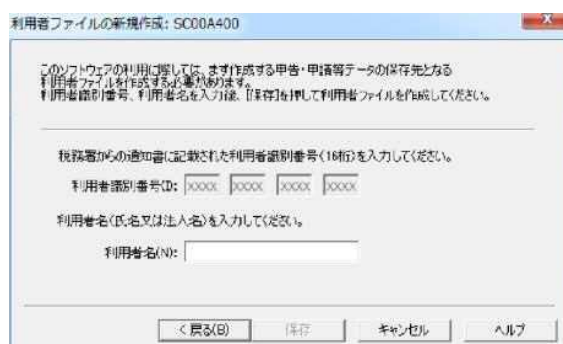 利用者ファイルの新規作成: SC00A400
このソフトウェアの利用に際しては、まず作成する申告・申請等データの保存先となる
利用者ファイルを作成する必要があります。
利用者識別番号、利用者名を入力後、[保存]を押して利用者ファイルを作成してください。
税務署からの通知書に記載された利用者識別番号(16桁)を入力してください。
利用者識別番号(D): xxxx xxxx xxxx xxxx
利用者名(氏名又は法人名)を入力してください。
利用者名(N):
< 戻る(B) 保存 キャンセル ヘルプ